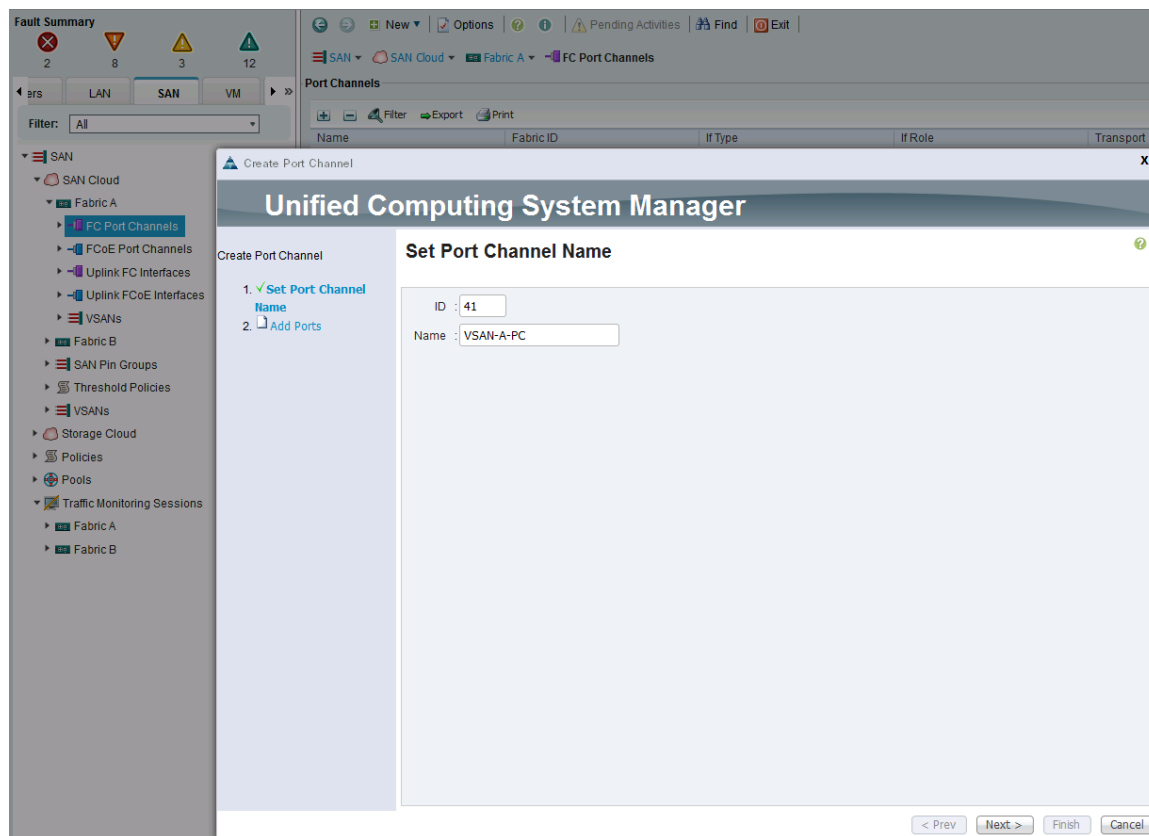 Fault Summary
2 8 3 12
ers LAN SAN VM »
Filter: All
SAN
SAN Cloud
Fabric A
FC Port Channels
FCoE Port Channels
Uplink FC Interfaces
Uplink FCoE Interfaces
VSANs
Fabric B
SAN Pin Groups
Threshold Policies
VSANs
Storage Cloud
Policies
Pools
Traffic Monitoring Sessions
Fabric A
Fabric B
New Options Pending Activities Find Exit
SAN SAN Cloud Fabric A FC Port Channels
Port Channels
Filter Export Print
Name Fabric ID If Type If Role Transport
Create Port Channel X
Unified Computing System Manager
Create Port Channel
1. Set Port Channel
Name
2. Add Ports
Set Port Channel Name
ID : 41
Name : VSAN-A-PC
< Prev Next > Finish Cancel